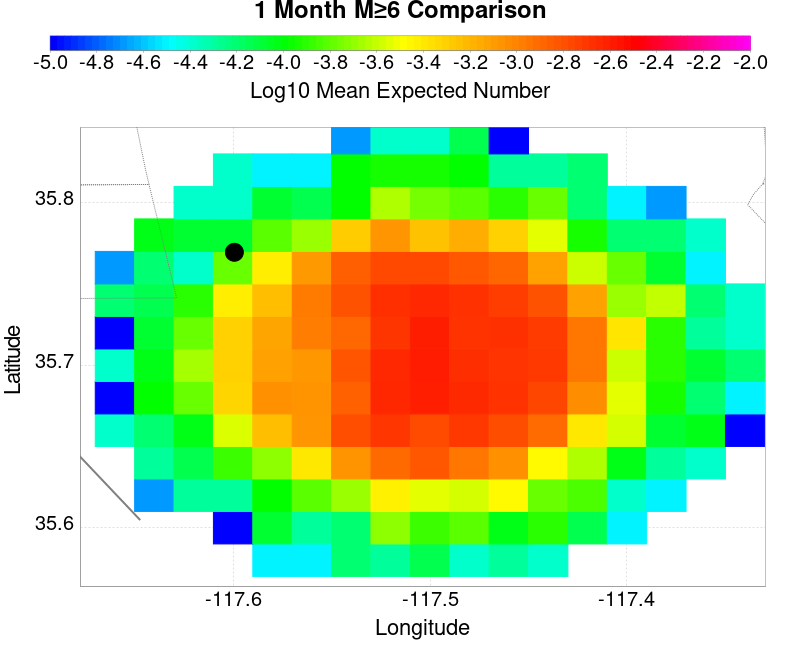 1 Month M≥6 Comparison
-5.0 -4.8 -4.6 -4.4 -4.2 -4.0 -3.8 -3.6 -3.4 -3.2 -3.0 -2.8 -2.6 -2.4 -2.2 -2.0
Log10 Mean Expected Number
35.8
35.7
35.6
Latitude
-117.6 -117.5 -117.4
Longitude